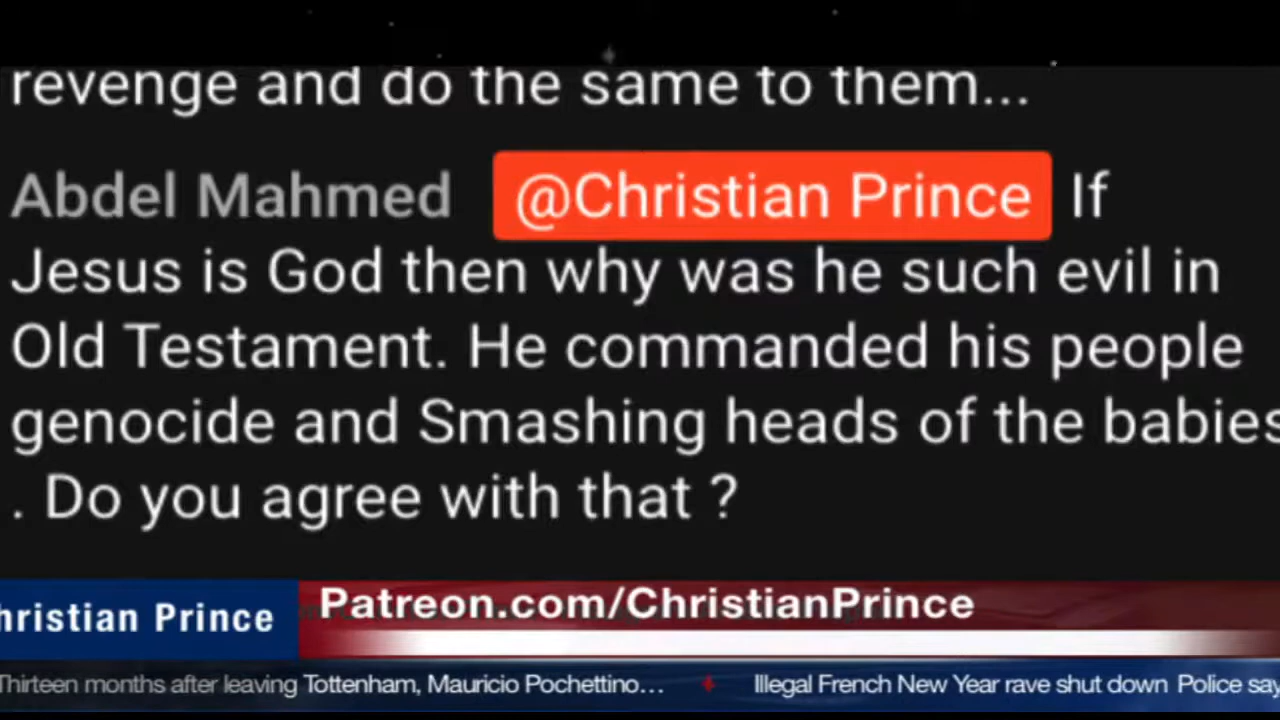 revenge and do the same to them...
Abdel Mahmed @Christian Prince If
Jesus is God then why was he such evil in
Old Testament. He commanded his people
genocide and Smashing heads of the babies
. Do you agree with that ?
hristian Prince
Patreon.com/ChristianPrince
Thirteen months after leaving Tottenham, Mauricio Pochettino... Illegal French New Year rave shut down Police say